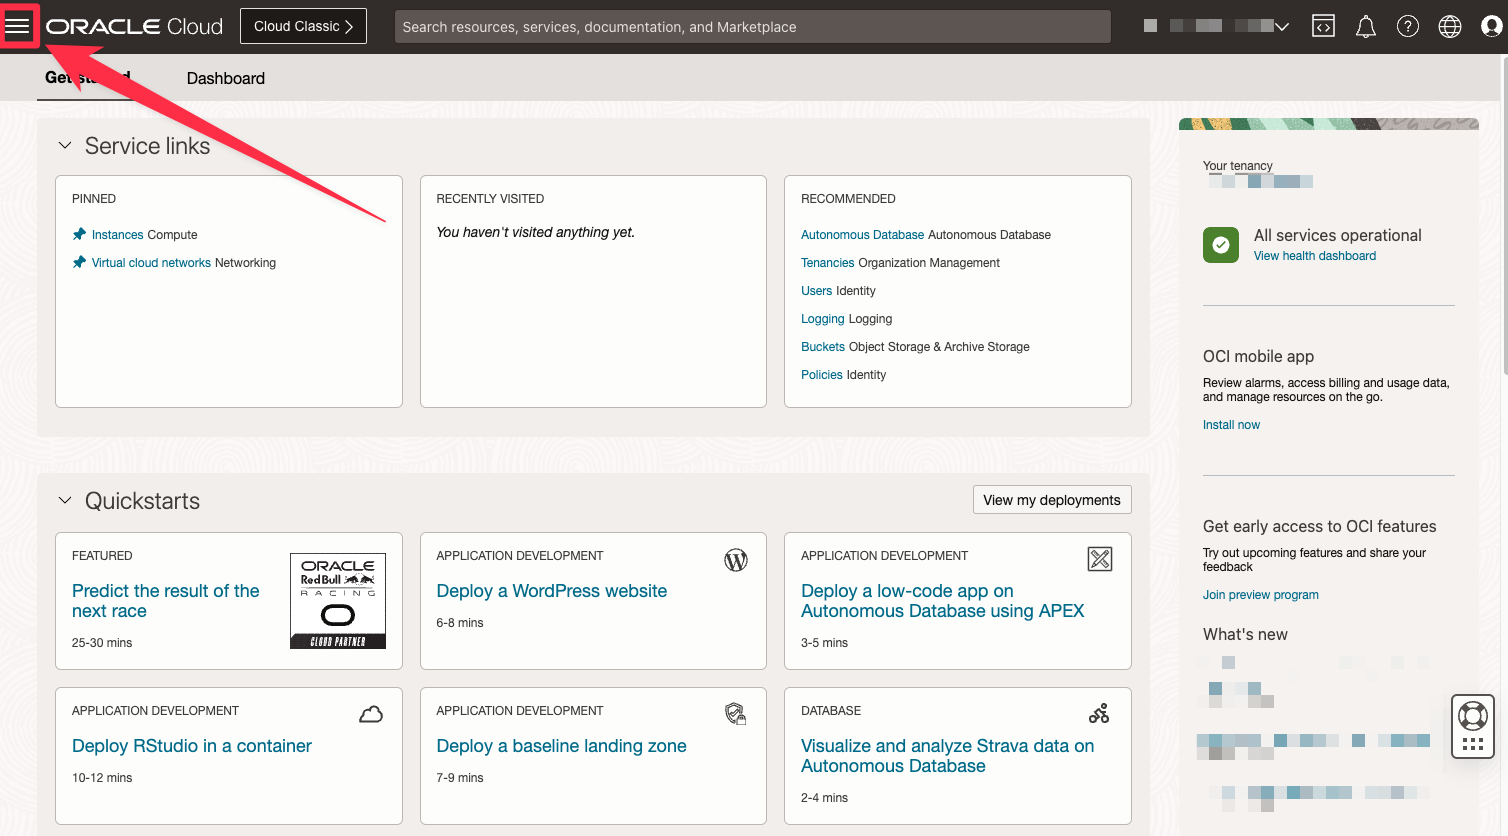 ORACLE Cloud
Cloud Classic
Search resources, services, documentation, and Marketplace
Dashboard
Service links
PINNED
Instances Compute
Virtual cloud networks Networking
RECENTLY VISITED
You haven't visited anything yet.
RECOMMENDED
Autonomous Database Autonomous Database
Tenancies Organization Management
Users Identity
Logging Logging
Buckets Object Storage & Archive Storage
Policies Identity
Quickstarts
View my deployments
FEATURED
Predict the result of the
next race
25-30 mins
ORACLE
Red Bull
RACING
CLOUD PARTNER
APPLICATION DEVELOPMENT
Deploy a WordPress website
6-8 mins
APPLICATION DEVELOPMENT
Deploy a low-code app on
Autonomous Database using APEX
3-5 mins
APPLICATION DEVELOPMENT
Deploy RStudio in a container
10-12 mins
APPLICATION DEVELOPMENT
Deploy a baseline landing zone
7-9 mins
DATABASE
Visualize and analyze Strava data on
Autonomous Database
2-4 mins
Your tenancy
All services operational
View health dashboard
OCI mobile app
Review alarms, access billing and usage data,
and manage resources on the go.
Install now
Get early access to OCI features
Try out upcoming features and share your
feedback
Join preview program
What's new